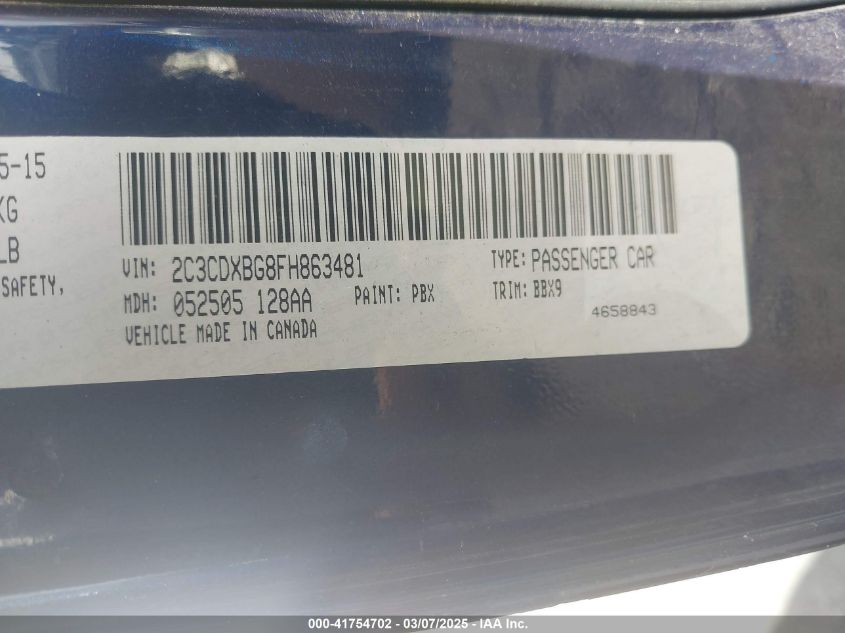 5-15
KG
LB
SAFETY,
VIN: 2C3CDXBG8FH863481
TYPE: PASSENGER CAR
MDH: 052505 128AA
PAINT: PBX
TRIM: BBX9
VEHICLE MADE IN CANADA
4658843
000-41754702 - 03/07/2025 - IAA Inc.